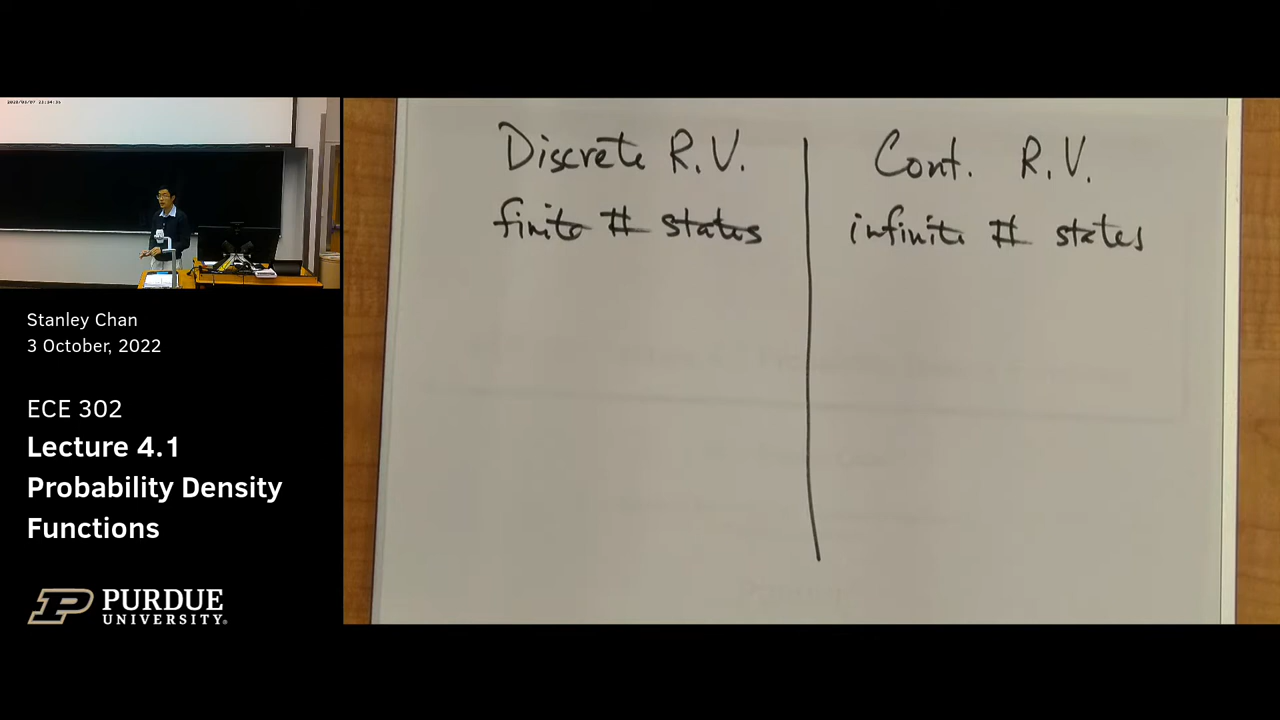 Stanley Chan
3 October, 2022
ECE 302
Lecture 4.1
Probability Density
Functions
PURDUE
UNIVERSITY®
Discrete R.V.
finite # states
Cont. R.V.
infinite # states